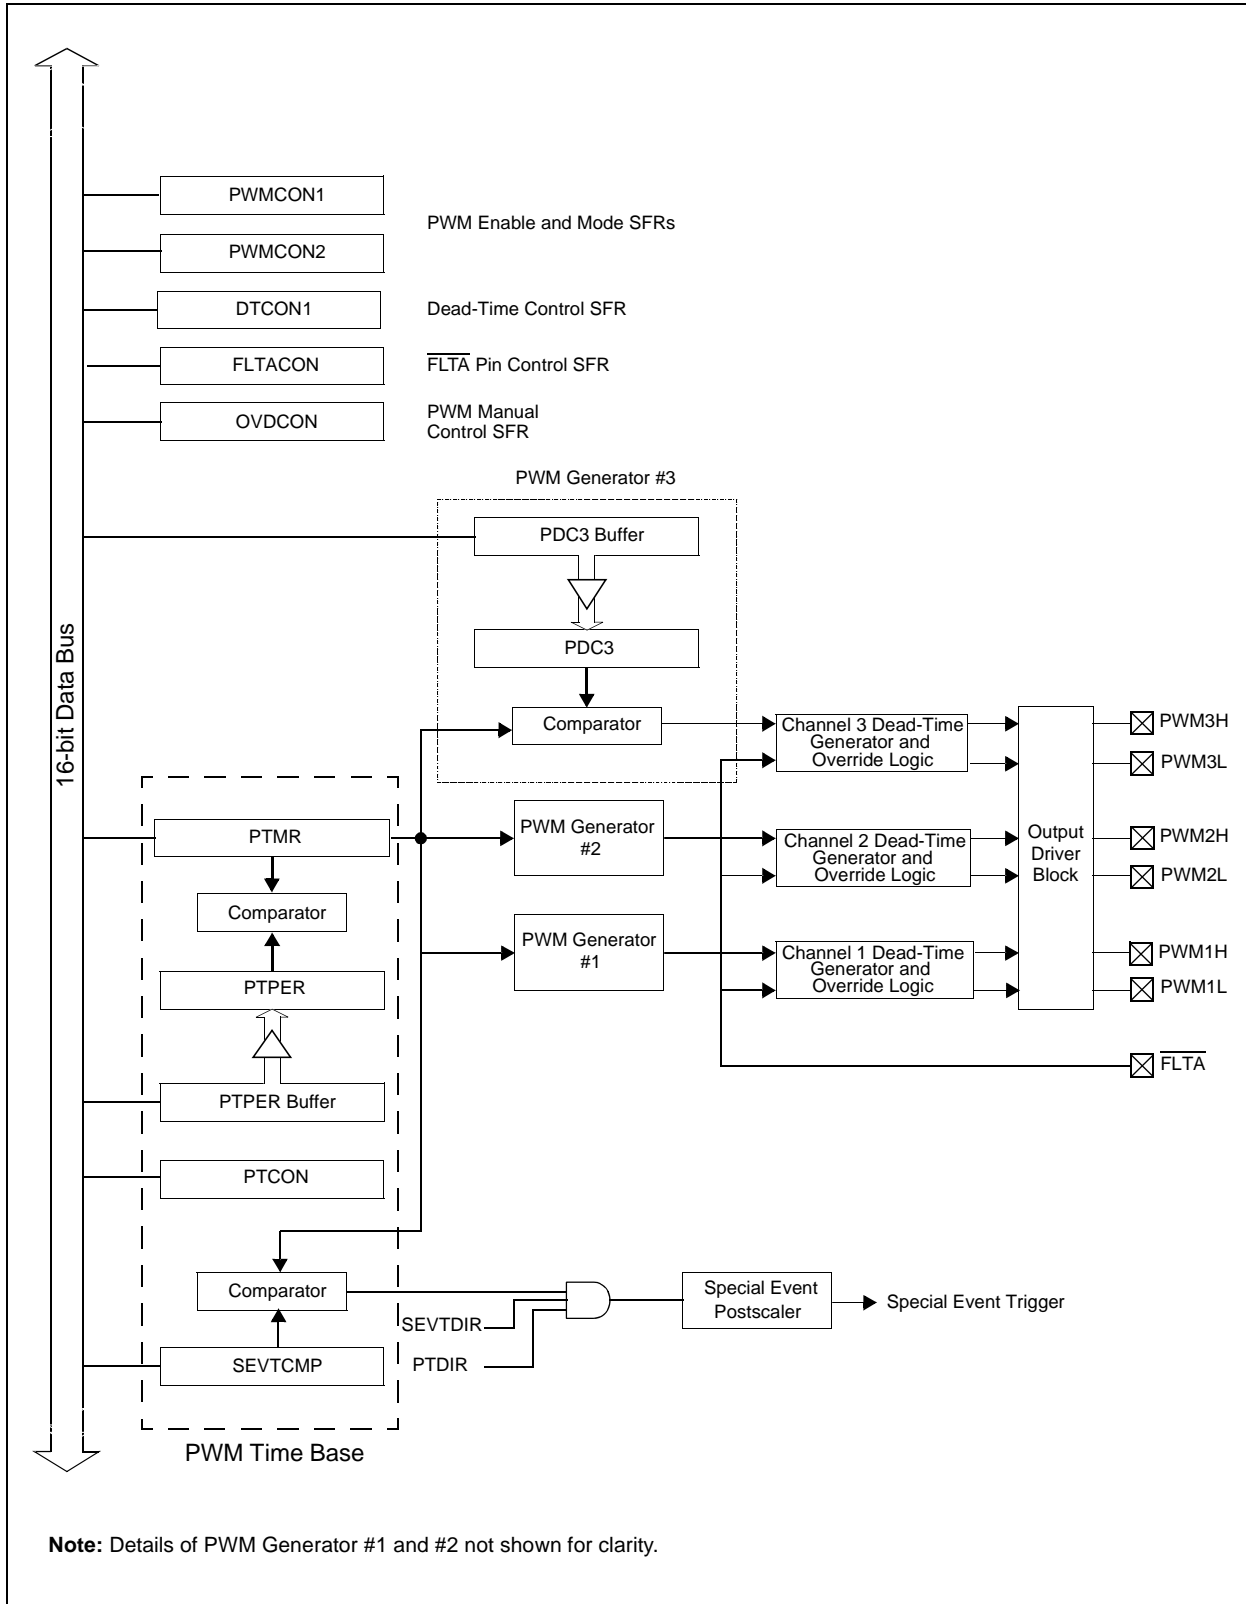 PWMCON1
PWM Enable and Mode SFRs
PWMCON2
DTCON1
Dead-Time Control SFR
FLTACON
FLTA Pin Control SFR
OVDCON
PWM Manual
Control SFR
PWM Generator #3
PDC3 Buffer
PDC3
Comparator
16-bit Data Bus
Channel 3 Dead-Time
Generator and
Override Logic
PWM3H
PWM3L
PTMR
PWM Generator
#2
Channel 2 Dead-Time
Generator and
Override Logic
Output
Driver
Block
PWM2H
PWM2L
Comparator
PWM Generator
#1
Channel 1 Dead-Time
Generator and
Override Logic
PWM1H
PWM1L
PTPER
FLTA
PTPER Buffer
PTCON
Comparator
Special Event
Postscaler
Special Event Trigger
SEVTDIR
SEVTCMP
PTDIR
PWM Time Base
Note: Details of PWM Generator #1 and #2 not shown for clarity.